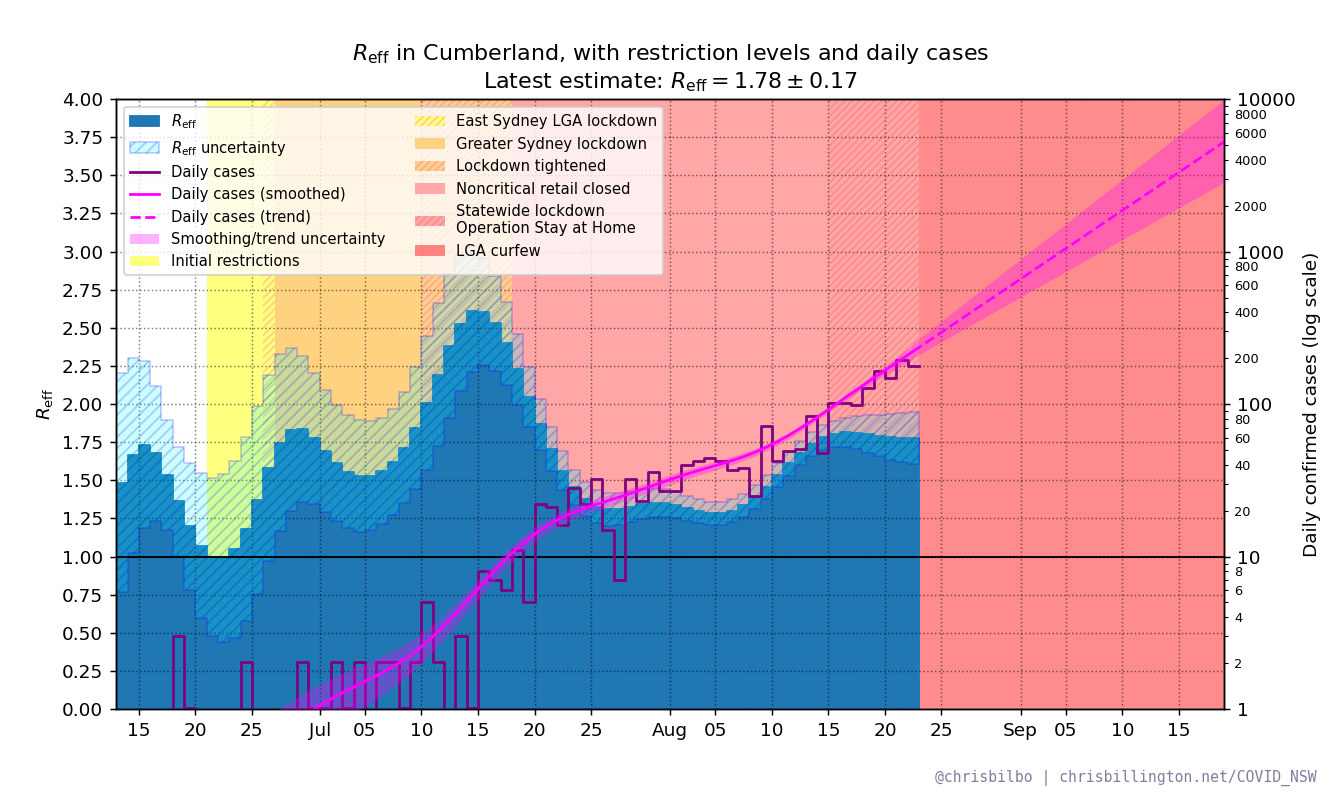 Reff in Cumberland, with restriction levels and daily cases
Latest estimate: Reff = 1.78 ± 0.17
4.00
3.75
3.50
3.25
3.00
2.75
2.50
2.25
2.00
1.75
1.50
1.25
1.00
0.75
0.50
0.25
0.00
Reff
Reff
Reff uncertainty
Daily cases
Daily cases (smoothed)
Daily cases (trend)
Smoothing/trend uncertainty
Initial restrictions
East Sydney LGA lockdown
Greater Sydney lockdown
Lockdown tightened
Noncritical retail closed
Statewide lockdown
Operation Stay at Home
LGA curfew
10000
8000
6000
4000
2000
1000
800
600
400
200
100
80
60
40
20
10
8
6
4
2
1
Daily confirmed cases (log scale)
15 20 25 Jul 05 10 15 20 25 Aug 05 10 15 20 25 Sep 05 10 15
@chrisbilbo | chrisbillington.net/COVID_NSW